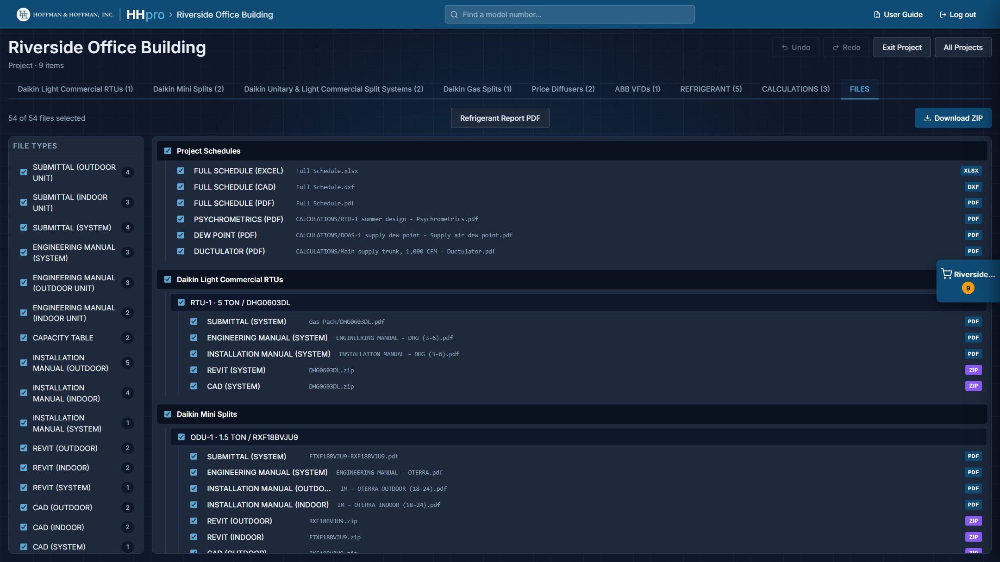 HOFFMAN & HOFFMAN, INC.
HHpro › Riverside Office Building
Find a model number...
User Guide
Log out
Riverside Office Building
Undo
Redo
Exit Project
All Projects
Project · 9 items
Daikin Light Commercial RTUs (1)
Daikin Mini Splits (2)
Daikin Unitary & Light Commercial Split Systems (2)
Daikin Gas Splits (1)
Price Diffusers (2)
ABB VFDs (1)
REFRIGERANT (5)
CALCULATIONS (3)
FILES
54 of 54 files selected
Refrigerant Report PDF
Download ZIP
FILE TYPES
SUBMITTAL (OUTDOOR
UNIT)
4
SUBMITTAL (INDOOR
UNIT)
3
SUBMITTAL (SYSTEM)
4
ENGINEERING MANUAL
(SYSTEM)
3
ENGINEERING MANUAL
(OUTDOOR UNIT)
3
ENGINEERING MANUAL
(INDOOR UNIT)
2
CAPACITY TABLE
2
INSTALLATION
MANUAL (OUTDOOR)
5
INSTALLATION
MANUAL (INDOOR)
4
INSTALLATION
MANUAL (SYSTEM)
1
REVIT (OUTDOOR)
2
REVIT (INDOOR)
2
REVIT (SYSTEM)
1
CAD (OUTDOOR)
2
CAD (INDOOR)
2
CAD (SYSTEM)
1
Project Schedules
FULL SCHEDULE (EXCEL) Full Schedule.xlsx XLSX
FULL SCHEDULE (CAD) Full Schedule.dxf DXF
FULL SCHEDULE (PDF) Full Schedule.pdf PDF
PSYCHROMETRICS (PDF) CALCULATIONS/RTU-1 summer design - Psychrometrics.pdf PDF
DEW POINT (PDF) CALCULATIONS/DOAS-1 supply dew point - Supply air dew point.pdf PDF
DUCTULATOR (PDF) CALCULATIONS/Main supply trunk, 1,000 CFM - Ductulator.pdf PDF
Riverside...
9
Daikin Light Commercial RTUs
RTU-1 · 5 TON / DHG0603DL
SUBMITTAL (SYSTEM) Gas Pack/DHG0603DL.pdf PDF
ENGINEERING MANUAL (SYSTEM) ENGINEERING MANUAL - DHG (3-6).pdf PDF
INSTALLATION MANUAL (SYSTEM) INSTALLATION MANUAL - DHG (3-6).pdf PDF
REVIT (SYSTEM) DHG0603DL.zip ZIP
CAD (SYSTEM) DHG0603DL.zip ZIP
Daikin Mini Splits
ODU-1 · 1.5 TON / RXF18BVJU9
SUBMITTAL (SYSTEM) FTXF18BVJU9-RXF18BVJU9.pdf PDF
ENGINEERING MANUAL (SYSTEM) ENGINEERING MANUAL - OTERRA.pdf PDF
INSTALLATION MANUAL (OUTDO... IM - OTERRA OUTDOOR (18-24).pdf PDF
INSTALLATION MANUAL (INDOOR) IM - OTERRA INDOOR (18-24).pdf PDF
REVIT (OUTDOOR) RXF18BVJU9.zip ZIP
REVIT (INDOOR) FTXF18BVJU9.zip ZIP
CAD (OUTDOOR) RXF18BVJU9.zip ZIP